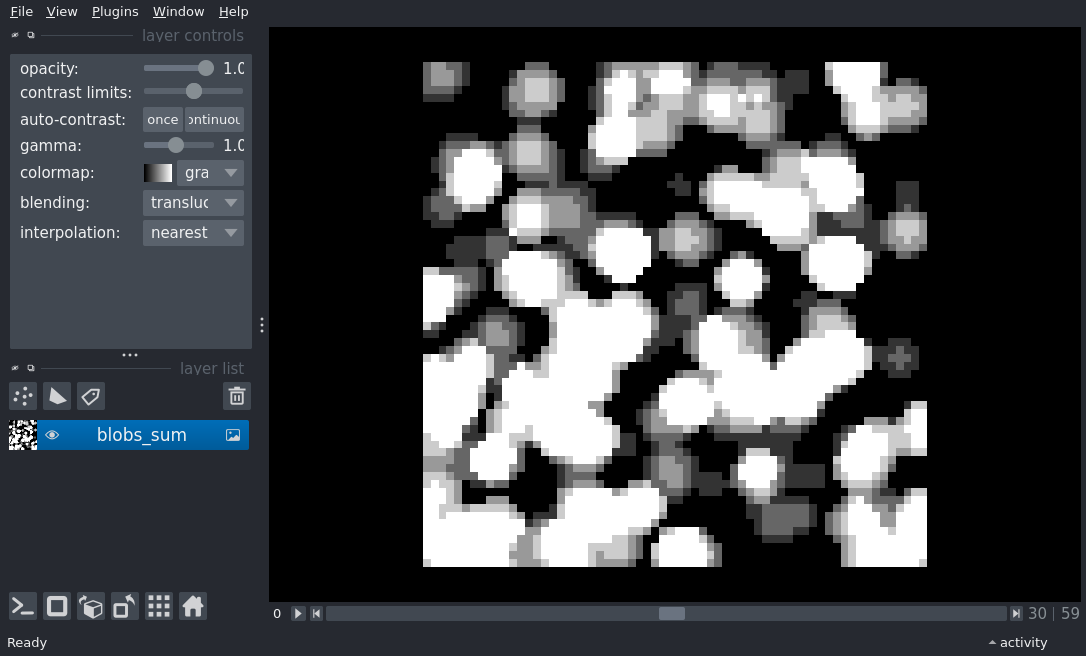 File View Plugins Window Help
layer controls
opacity: 1.0
contrast limits:
auto-contrast: once ontinuou
gamma: 1.0
colormap: gra
blending: transluc
interpolation: nearest
layer list
blobs_sum
0 30 | 59
Ready activity